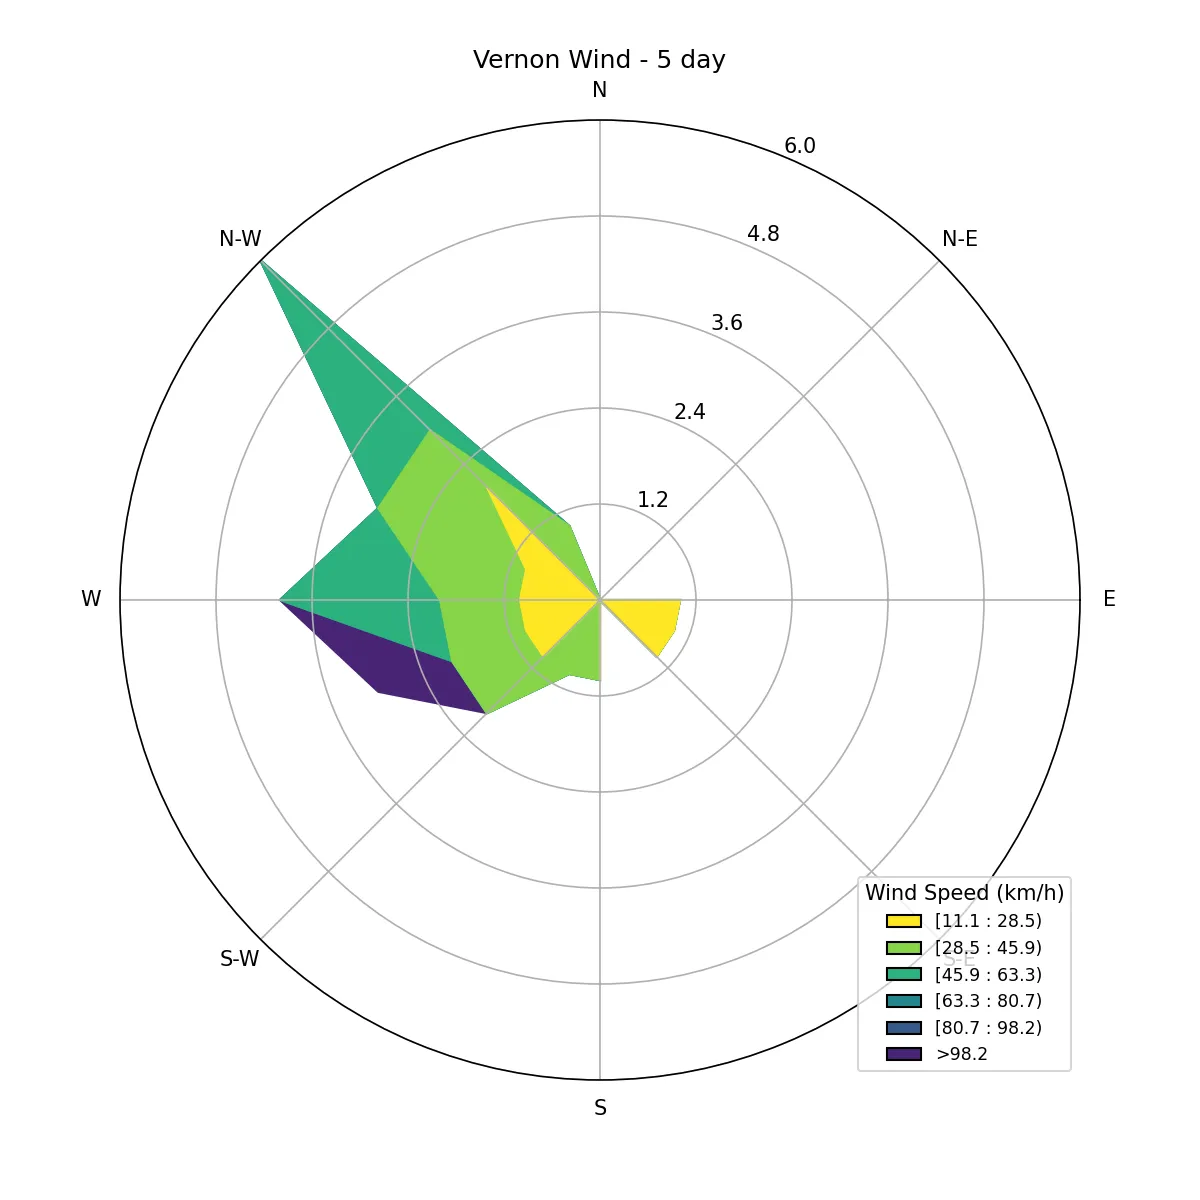 Vernon Wind - 5 day
N
6.0
N-W
N-E
4.8
3.6
2.4
1.2
W
E
Wind Speed (km/h)
[11.1 : 28.5)
[28.5 : 45.9)
S-W
S-E
[45.9 : 63.3)
[63.3 : 80.7)
[80.7 : 98.2)
>98.2
S